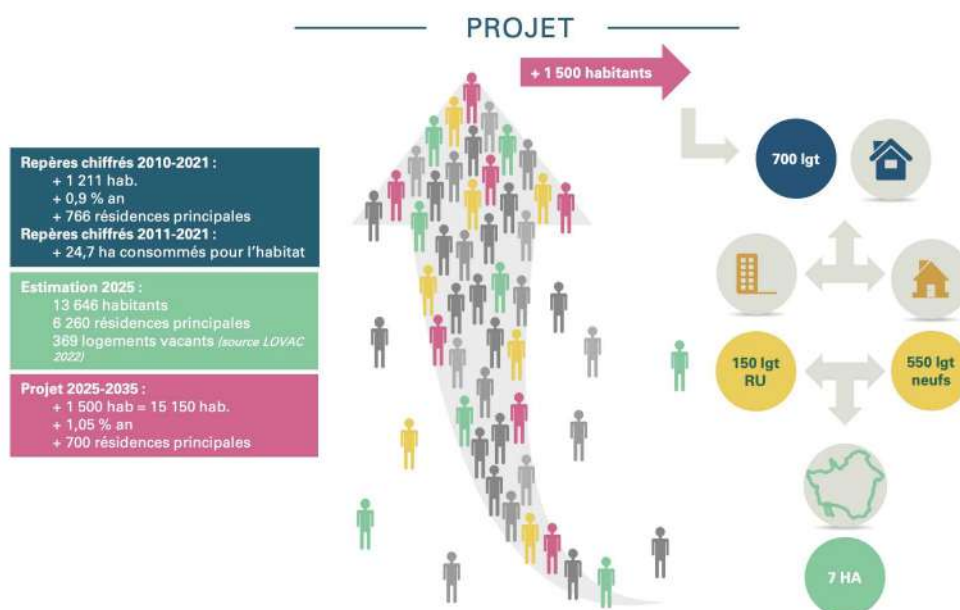 PROJET
+ 1 500 habitants
Repères chiffrés 2010-2021 :
+ 1 211 hab.
+ 0,9 % an
+ 766 résidences principales
Repères chiffrés 2011-2021 :
+ 24,7 ha consommés pour l’habitat
Estimation 2025 :
13 646 habitants
6 260 résidences principales
369 logements vacants (source LOVAC
2022)
Projet 2025-2035 :
+ 1 500 hab = 15 150 hab.
+ 1,05 % an
+ 700 résidences principales
700 lgt
150 lgt
RU
550 lgt
neufs
7 HA